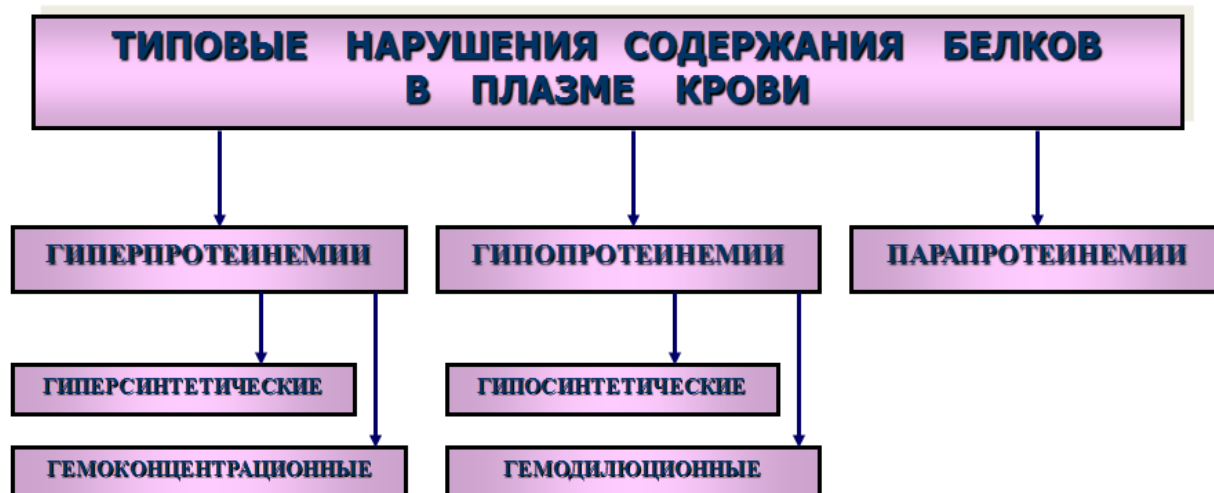 ТИПОВЫЕ НАРУШЕНИЯ СОДЕРЖАНИЯ БЕЛКОВ
В ПЛАЗМЕ КРОВИ
ГИПЕРПРОТЕИНЕМИИ
ГИПОПРОТЕИНЕМИИ
ПАРАПРОТЕИНЕМИИ
ГИПЕРСИНТЕТИЧЕСКИЕ
ГИПОСИНТЕТИЧЕСКИЕ
ГЕМОКОНЦЕНТРАЦИОННЫЕ
ГЕМОДИЛЮЦИОННЫЕ